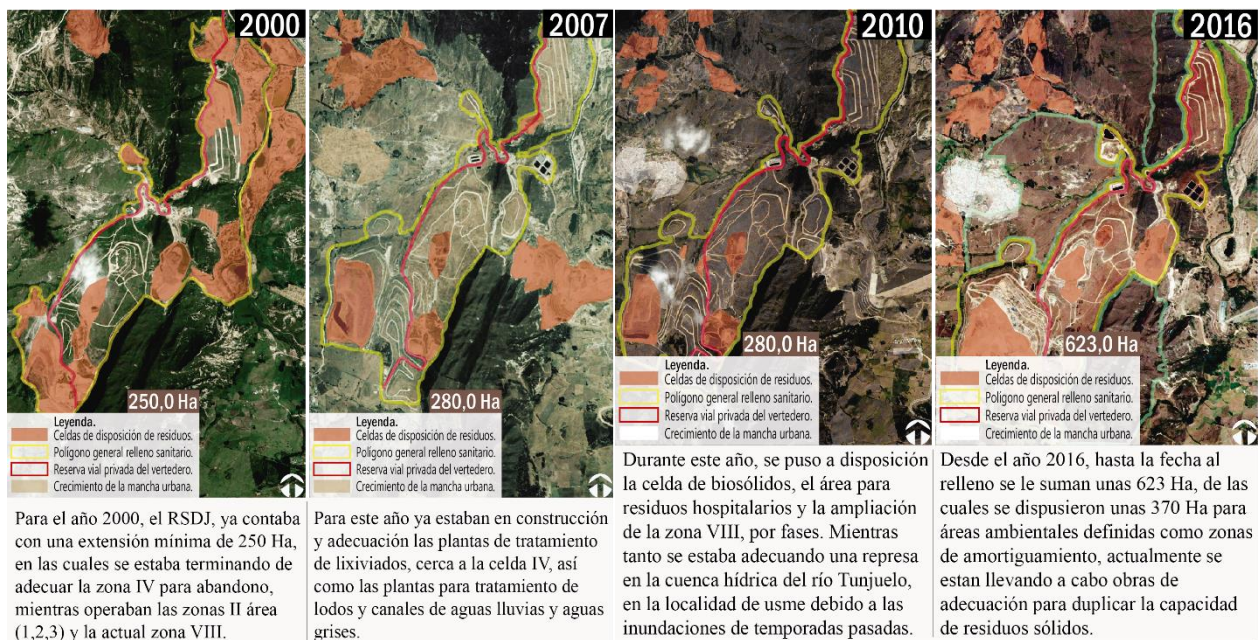 2000
250,0 Ha
Leyenda.
Celdas de disposición de residuos.
Polígono general relleno sanitario.
Reserva vial privada del vertedero.
Crecimiento de la mancha urbana.
Para el año 2000, el RSDJ, ya contaba
con una extensión mínima de 250 Ha,
en las cuales se estaba terminando de
adecuar la zona IV para abandono,
mientras operaban las zonas II área
(1,2,3) y la actual zona VIII.
2007
280,0 Ha
Leyenda.
Celdas de disposición de residuos.
Polígono general relleno sanitario.
Reserva vial privada del vertedero.
Crecimiento de la mancha urbana.
Para este año ya estaban en construcción
y adecuación las plantas de tratamiento
de lixiviados, cerca a la celda IV, así
como las plantas para tratamiento de
lodos y canales de aguas lluvias y aguas
grises.
2010
280,0 Ha
Leyenda.
Celdas de disposición de residuos.
Polígono general relleno sanitario.
Reserva vial privada del vertedero.
Crecimiento de la mancha urbana.
Durante este año, se puso a disposición
la celda de biosólidos, el área para
residuos hospitalarios y la ampliación
de la zona VIII, por fases. Mientras
tanto se estaba adecuando una represa
en la cuenca hídrica del río Tunjuelo,
en la localidad de usme debido a las
inundaciones de temporadas pasadas.
2016
623,0 Ha
Leyenda.
Celdas de disposición de residuos.
Polígono general relleno sanitario.
Reserva vial privada del vertedero.
Crecimiento de la mancha urbana.
Desde el año 2016, hasta la fecha al
relleno se le suman unas 623 Ha, de las
cuales se dispusieron unas 370 Ha para
áreas ambientales definidas como zonas
de amortiguamiento, actualmente se
estan llevando a cabo obras de
adecuación para duplicar la capacidad
de residuos sólidos.